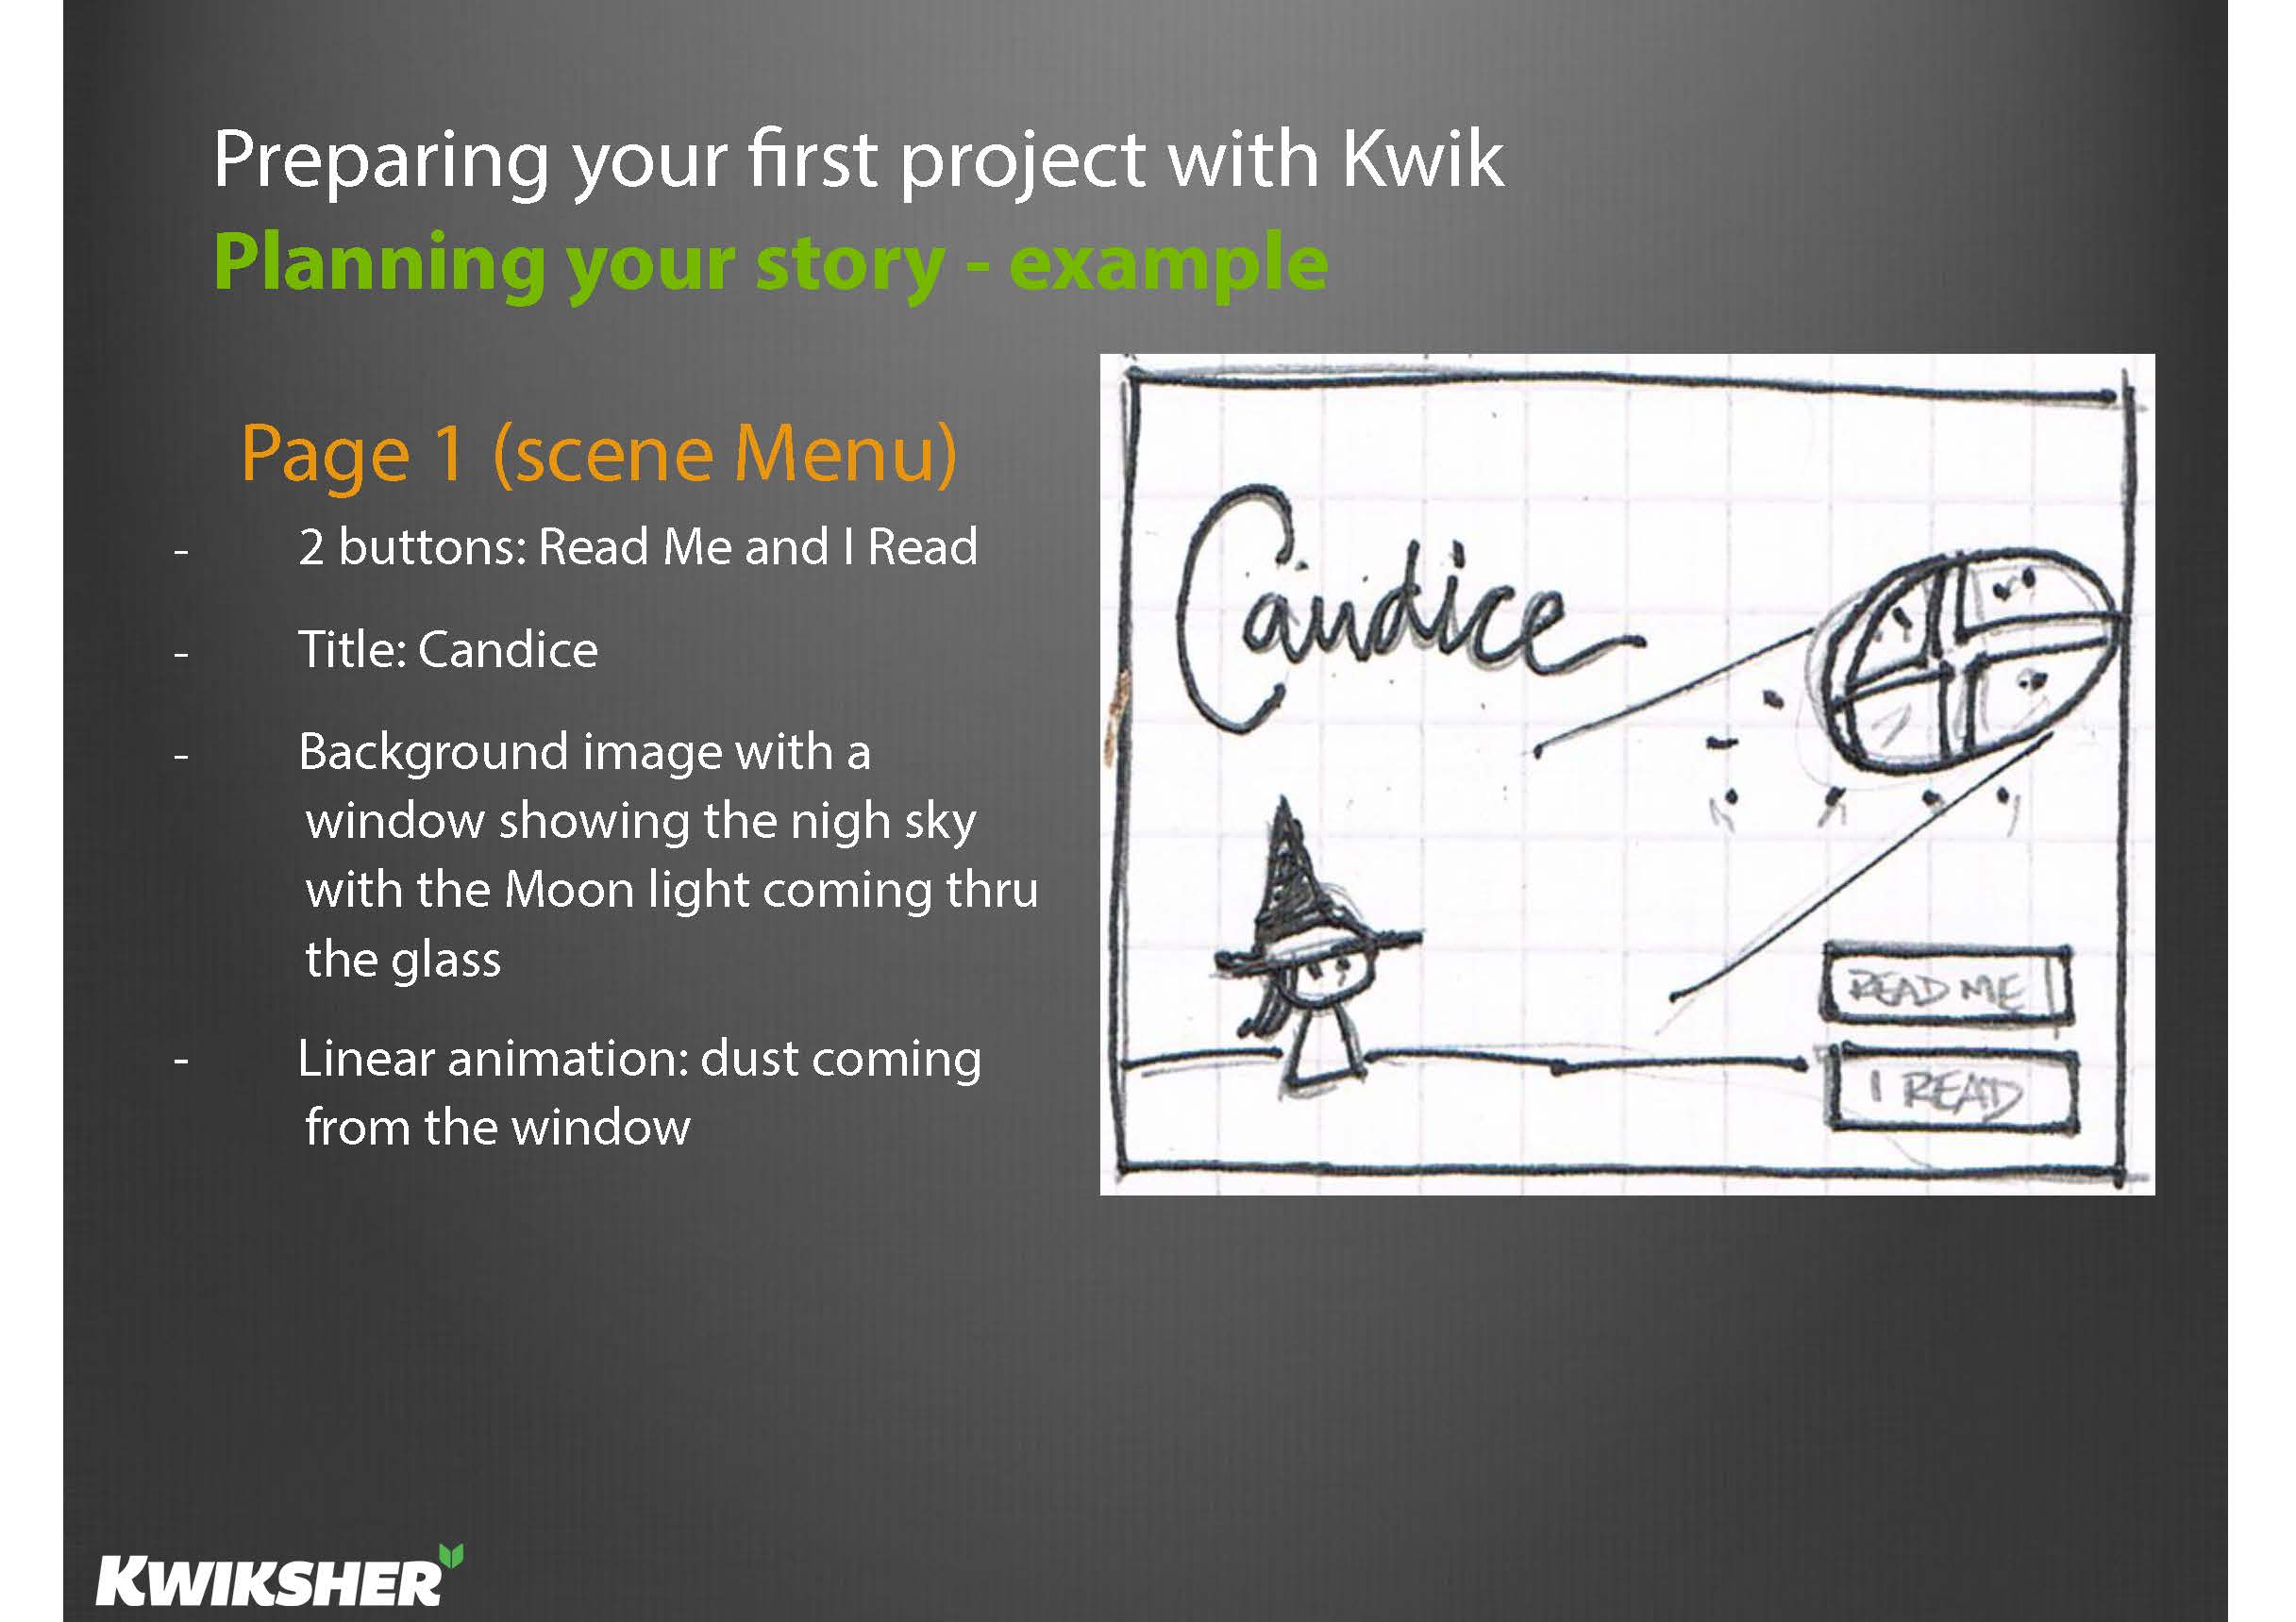 Preparing your first project with Kwik
Planning your story - example
Page 1 (scene Menu)
- 2 buttons: Read Me and I Read
- Title: Candice
- Background image with a
window showing the nigh sky
with the Moon light coming thru
the glass
- Linear animation: dust coming
from the window
Candice
READ ME
I READ
KWIKSHER